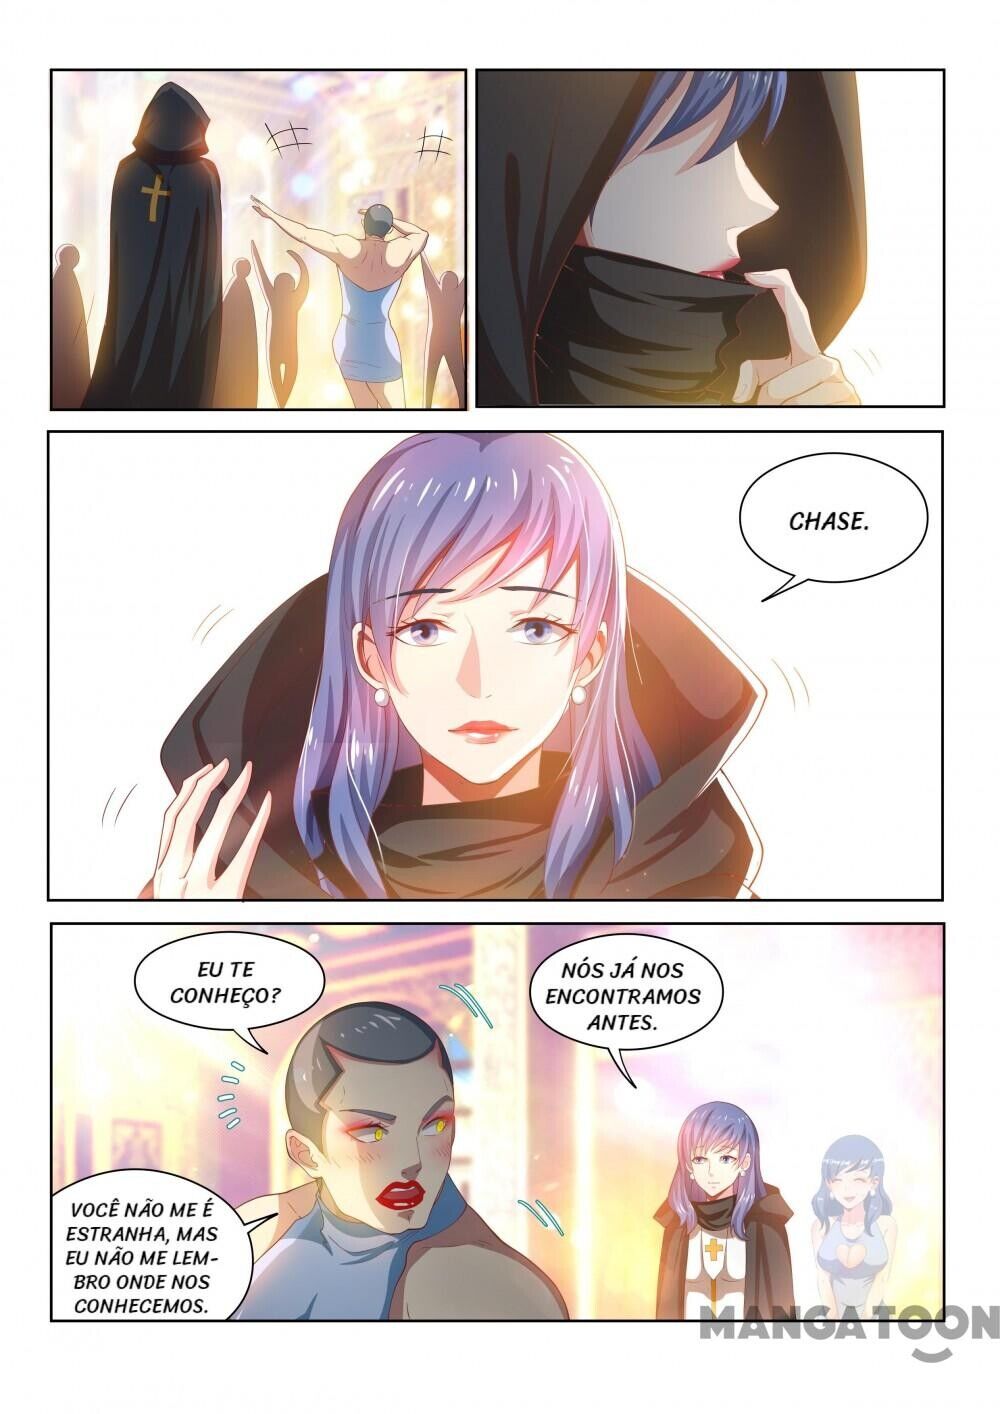 CHASE.
EU TE
CONHEÇO?
NÓS JÁ NOS
ENCONTRAMOS
ANTES.
VOCÊ NÃO ME É
ESTRANHA, MAS
EU NÃO ME LEM-
BRO ONDE NOS
CONHECEMOS.
MANGATOON